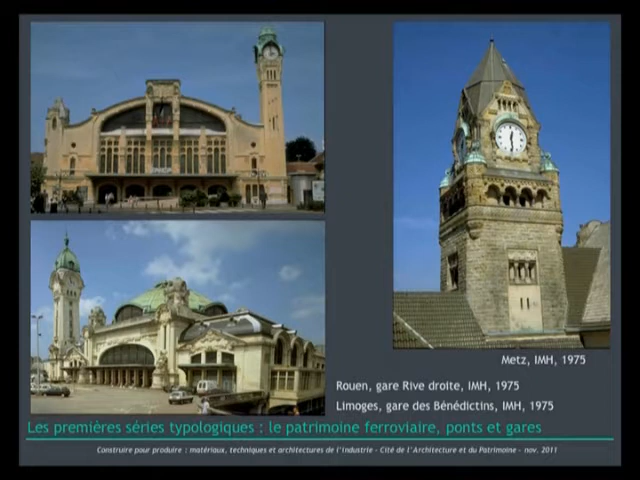 Metz, IMH, 1975
Rouen, gare Rive droite, IMH, 1975
Limoges, gare des Bénédictins, IMH, 1975
Les premières séries typologiques : le patrimoine ferroviaire, ponts et gares
Construire pour produire : matériaux, techniques et architectures de l'industrie - Cité de l'Architecture et du Patrimoine - nov. 2011